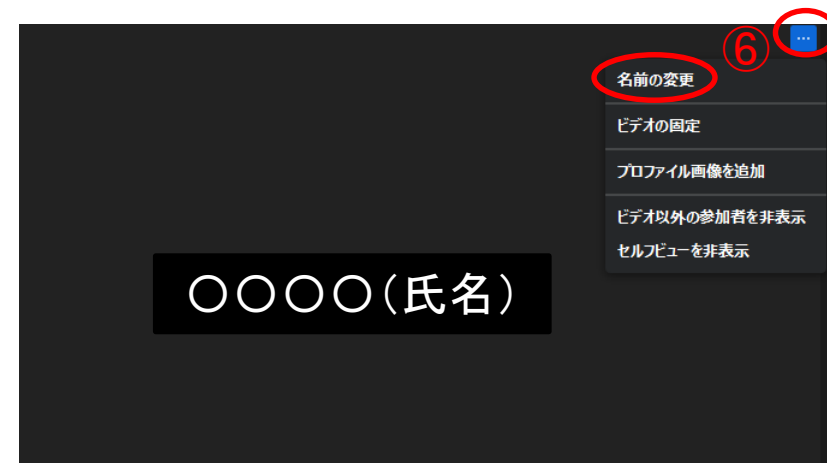 ⑥
…
名前の変更
ビデオの固定
プロファイル画像を追加
ビデオ以外の参加者を非表示
セルフビューを非表示
〇〇〇〇(氏名)